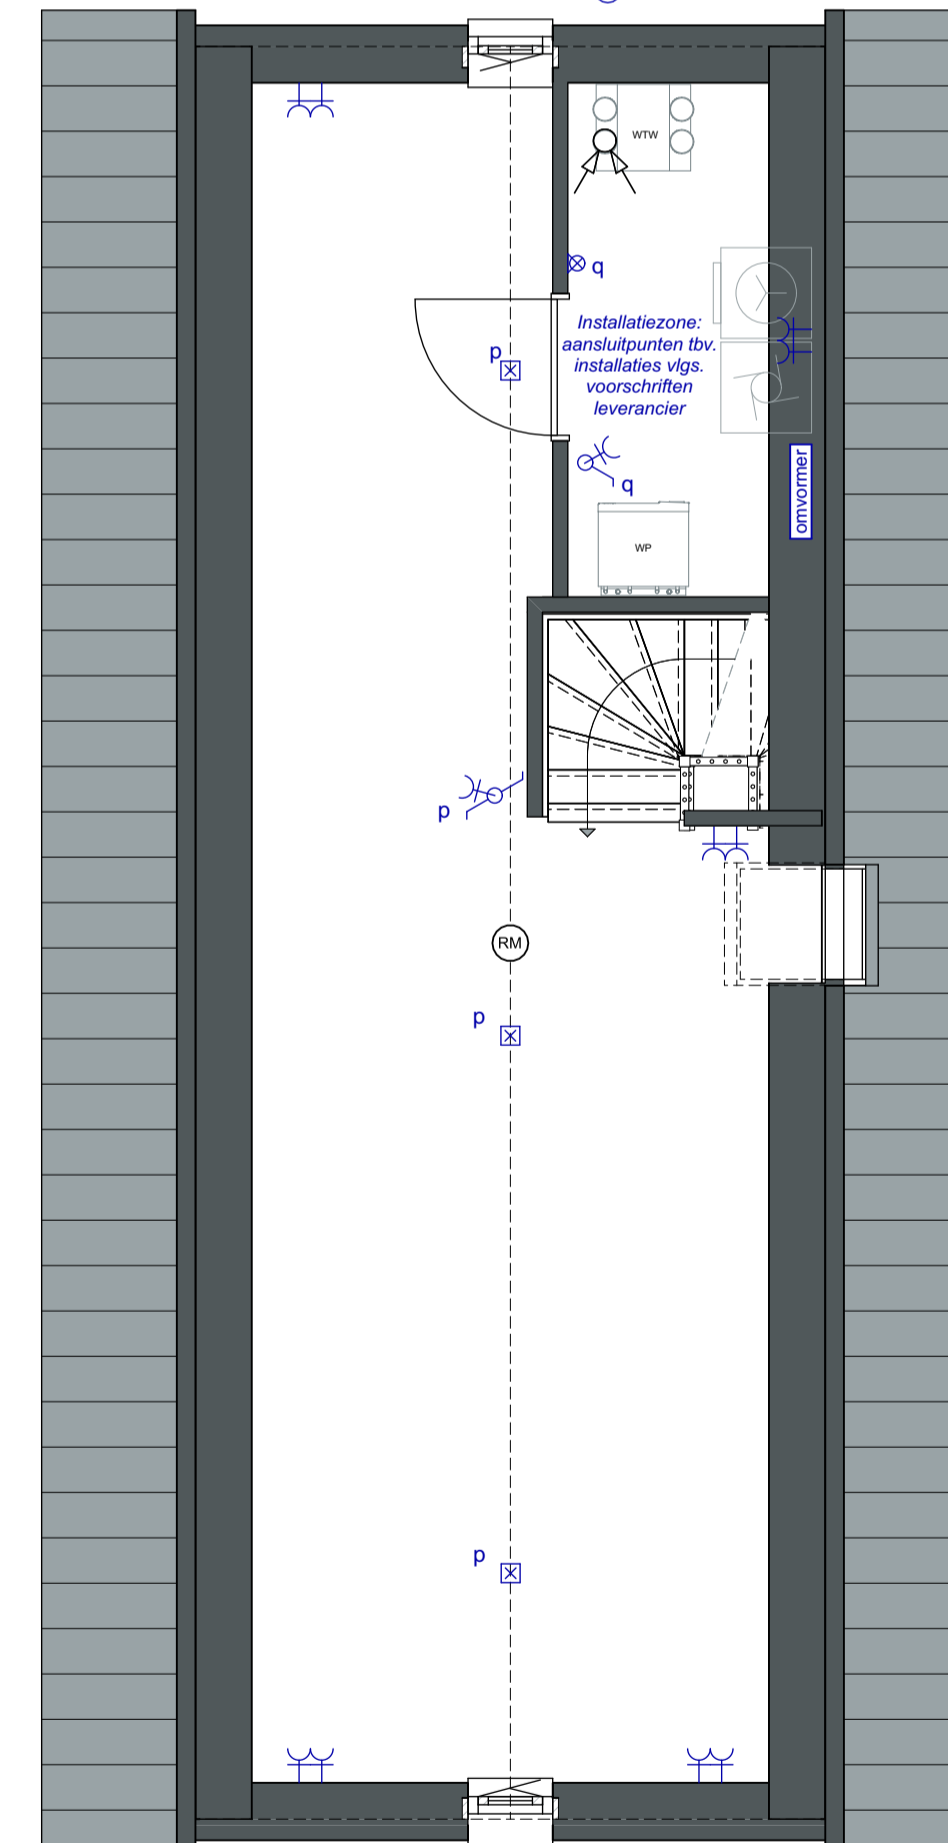 WTW
q
Installatiezone:
aansluitpunten tbv.
installaties vlgs.
voorschriften
leverancier
p
omvormer
q
WP
p
RM
p
p